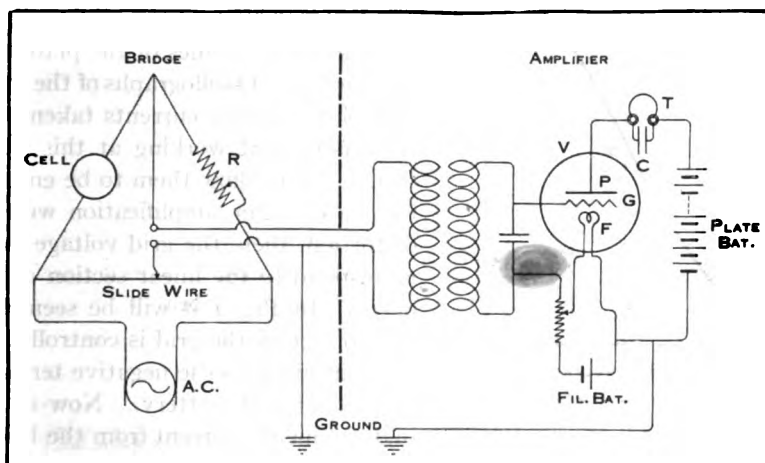 BRIDGE
AMPLIFIER
T
CELL
R
V
C
P
G
F
PLATE
BAT.
SLIDE WIRE
A.C.
FIL. BAT.
GROUND